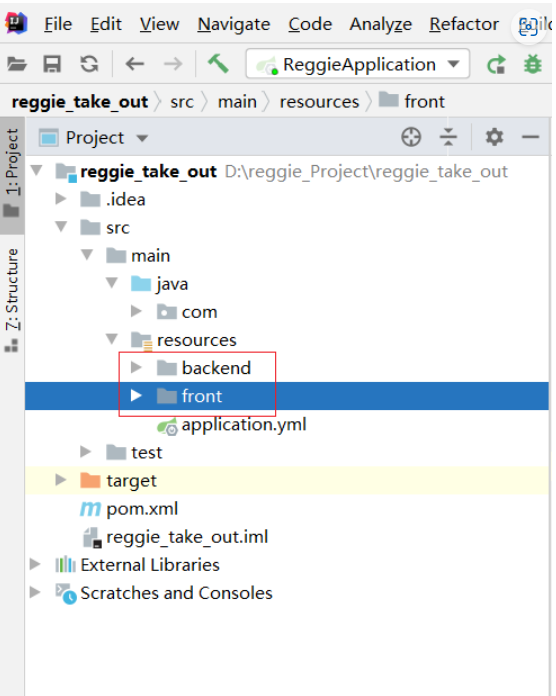 File Edit View Navigate Code Analyze Refactor
ReggieApplication
reggie_take_out src main resources front
1: Project
Project
reggie_take_out D:\reggie_Project\reggie_take_out
.idea
src
main
java
com
resources
backend
front
application.yml
test
target
pom.xml
reggie_take_out.iml
External Libraries
Scratches and Consoles
7: Structure